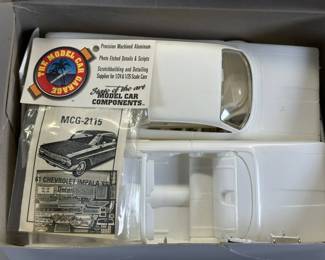 THE MODEL CAR GARAGE
Precision Machined Aluminum
Photo Etched Details & Scripts
Scratchbuilding and Detailing
Supplies for 1/24 & 1/25 Scale Cars
State of the art
MODEL CAR
COMPONENTS
MCG-2115
61 CHEVROLET IMPALA